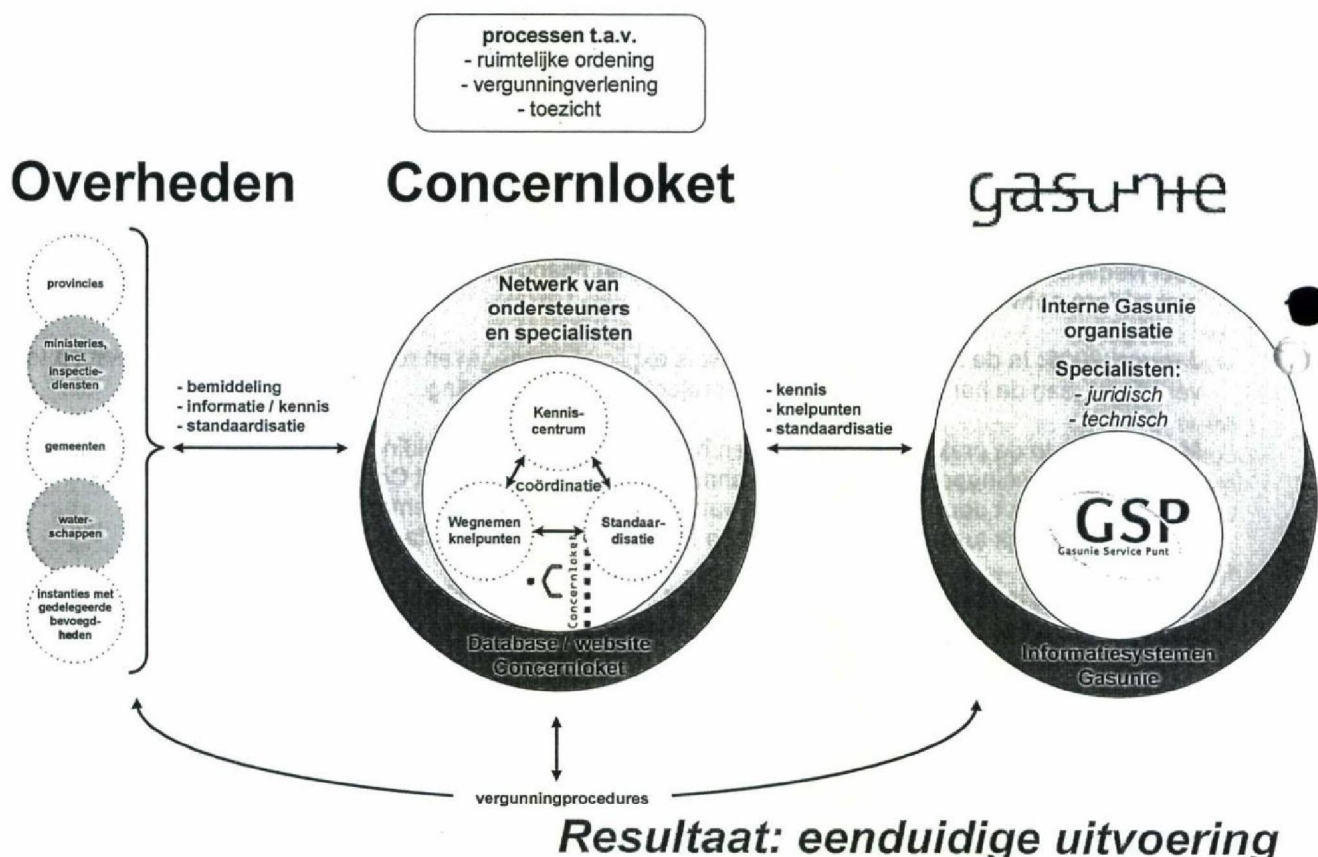 processen t.a.v.
- ruimtelijke ordening
- vergunningverlening
- toezicht
Overheden
Concernloket
gasunie
provincies
ministeries,
incl.
inspectie-
diensten
gemeenten
water-
schappen
instanties met
gedelegeerde
bevoegd-
heden
- bemiddeling
- informatie / kennis
- standaardisatie
Netwerk van
ondersteuners
en specialisten
Kennis-
centrum
coördinatie
Wegnemen
knelpunten
Standaar-
disatie
Concernloket
Database / website
Concernloket
- kennis
- knelpunten
- standaardisatie
Interne Gasunie
organisatie
Specialisten:
- juridisch
- technisch
GSP
Gasunie Service Punt
Informatiesystemen
Gasunie
vergunningprocedures
Resultaat: eenduidige uitvoering